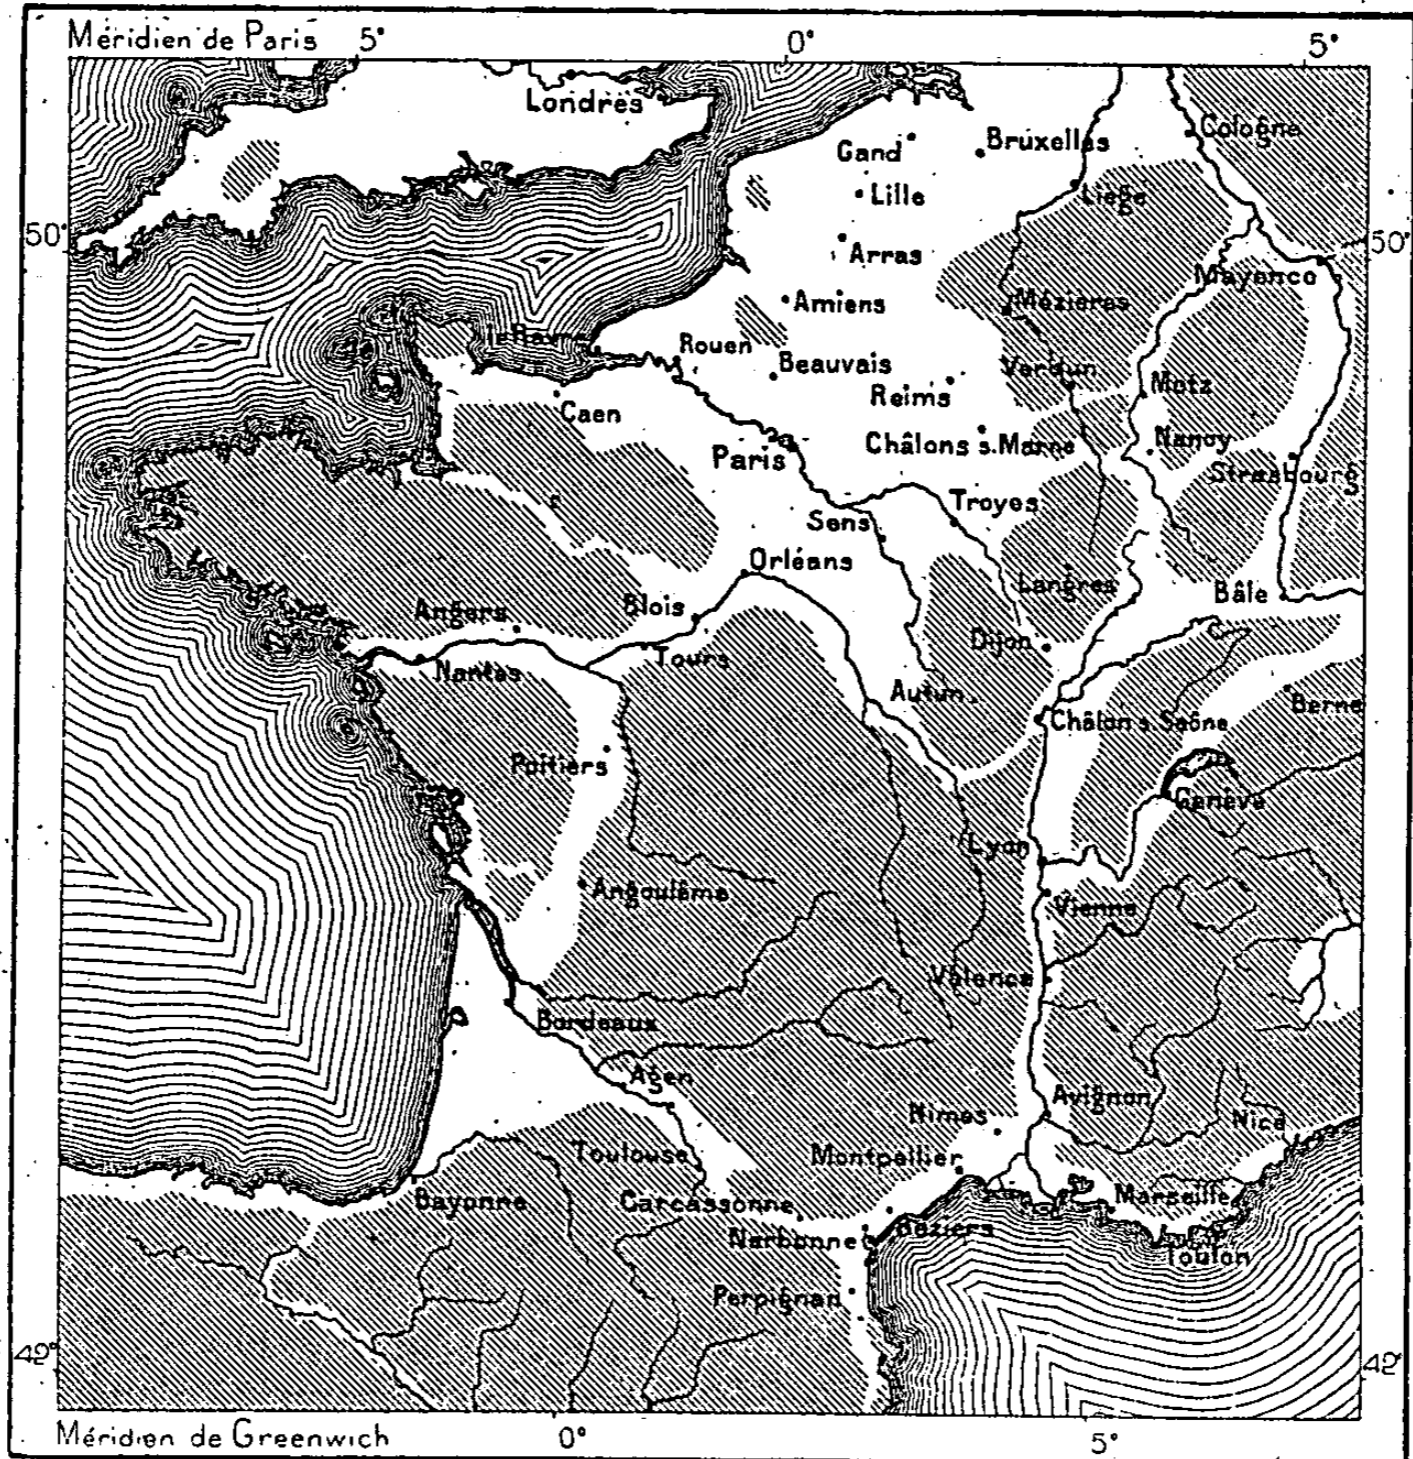 Méridien de Paris 5° 0° 5°
Londres
Cologne
Bruxelles
Gand
Lille
Liège
50° 50°
Arras
Mayence
Amiens
Mézières
le Havre
Rouen
Beauvais
Verdun
Metz
Reims
Caen
Châlons s. Marne
Nancy
Paris
Strasbourg
Troyes
Sens
Orléans
Langres
Bâle
Blois
Angers
Dijon
Tours
Nantes
Autun
Berne
Châlon s. Saône
Poitiers
Genève
Lyon
Angoulême
Vienne
Valence
Bordeaux
Agen
Avignon
Nimes
Nice
Toulouse
Montpellier
Bayonne
Carcassonne
Marseille
Béziers
Narbonne
Toulon
Perpignan
42° 42°
Méridien de Greenwich 0° 5°